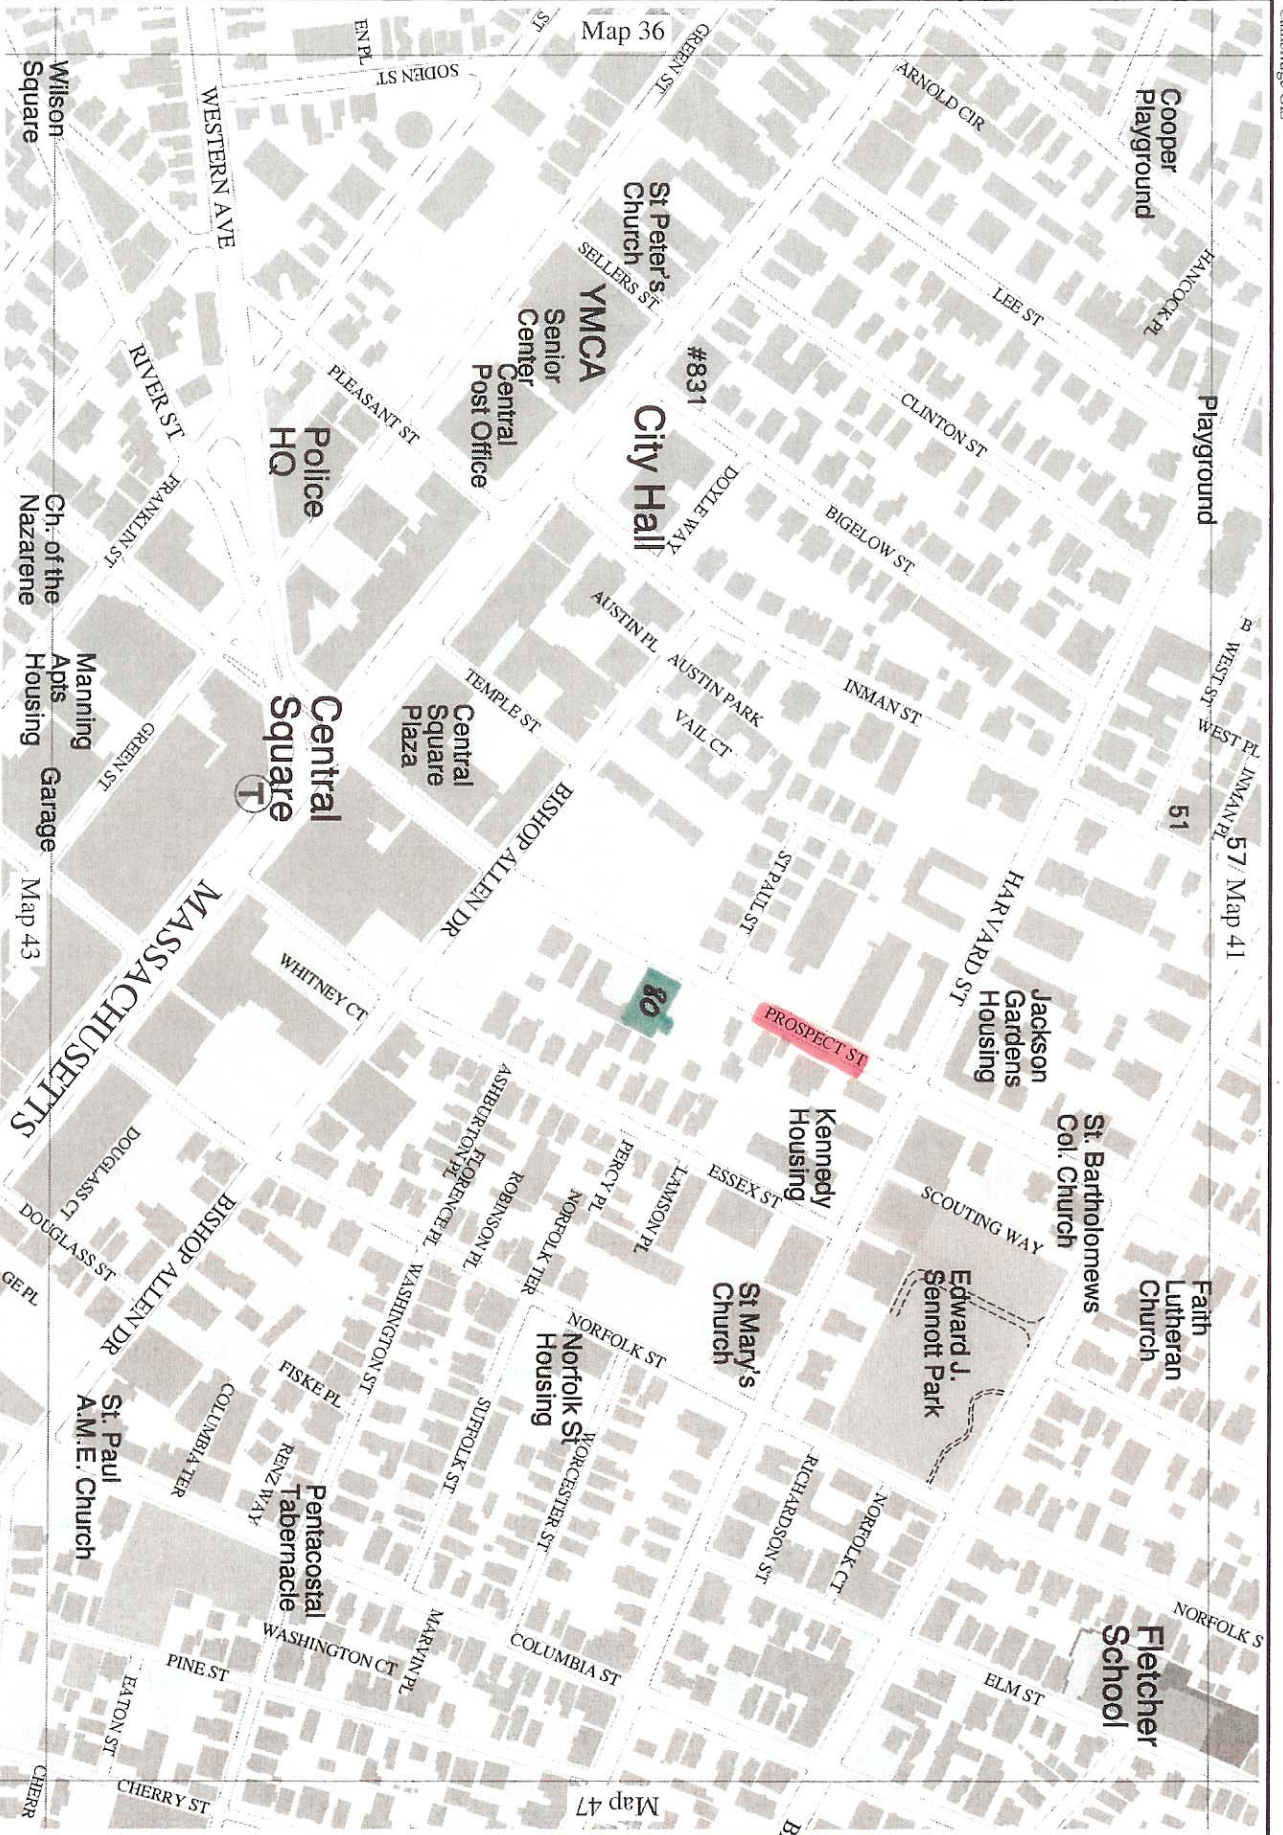 Map 36
ST
GREEN ST
EN PL
SODEN ST
ARNOLD CIR
Cooper
Playground
Wilson
Square
WESTERN AVE
St Peter's
Church
SELLERS ST
HANCOCK PL
LEE ST
YMCA
Senior
Center
Central
Post Office
#831
City Hall
RIVER ST
PLEASANT ST
CLINTON ST
Playground
Police
HQ
FRANKLIN ST
DOYLE WAY
BIGELOW ST
Ch. of the
Nazarene
AUSTIN PL
AUSTIN PARK
VAIL CT
INMAN ST
B
WEST ST
WEST PL
INMAN PL
51
57/ Map 41
Manning
Apts
Housing
Garage
GREEN ST
Central
Square
T
Central
Square
Plaza
TEMPLE ST
BISHOP ALLEN DR
ST PAUL ST
HARVARD ST
Map 43
MASSACHUSETTS
WHITNEY CT
80
PROSPECT ST
Jackson
Gardens
Housing
Kennedy
Housing
St. Bartholomews
Col. Church
SCOUTING WAY
ASHBURTON PL
FLORENCE PL
ROBINSON PL
NORFOLK TER
PERCY PL
LAMSON PL
ESSEX ST
DOUGLASS CT
DOUGLASS ST
GE PL
BISHOP ALLEN DR
WASHINGTON ST
St Mary's
Church
Edward J.
Sennott Park
Faith
Lutheran
Church
NORFOLK ST
Norfolk St
Housing
FISKE PL
COLUMBIA TER
SUFFOLK ST
WORCESTER ST
RICHARDSON ST
NORFOLK CT
St. Paul
A.M.E. Church
RENZ WAY
Pentacostal
Tabernacle
WASHINGTON CT
MARVIN PL
COLUMBIA ST
PINE ST
EATON ST
NORFOLK S
Fletcher
School
ELM ST
CHERRY ST
CHERR
Map 47